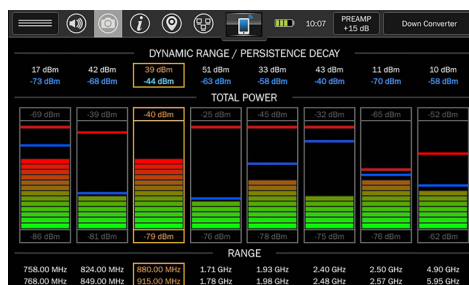 i 10:07 PREAMP +15 dB Down Converter
DYNAMIC RANGE / PERSISTENCE DECAY
17 dBm 42 dBm 39 dBm 51 dBm 33 dBm 43 dBm 11 dBm 10 dBm
-73 dBm -68 dBm -44 dBm -63 dBm -58 dBm -40 dBm -70 dBm -58 dBm
TOTAL POWER
-69 dBm -39 dBm -40 dBm -25 dBm -45 dBm -32 dBm -65 dBm -52 dBm
-86 dBm -81 dBm -79 dBm -76 dBm -78 dBm -75 dBm -76 dBm -62 dBm
RANGE
758.00 MHz 824.00 MHz 880.00 MHz 1.71 GHz 1.93 GHz 2.40 GHz 2.50 GHz 4.90 GHz
768.00 MHz 849.00 MHz 915.00 MHz 1.78 GHz 1.98 GHz 2.48 GHz 2.57 GHz 5.95 GHz